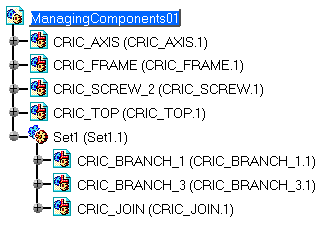 ManagingComponents01
CRIC_AXIS (CRIC_AXIS.1)
CRIC_FRAME (CRIC_FRAME.1)
CRIC_SCREW_2 (CRIC_SCREW.1)
CRIC_TOP (CRIC_TOP.1)
Set1 (Set1.1)
CRIC_BRANCH_1 (CRIC_BRANCH_1.1)
CRIC_BRANCH_3 (CRIC_BRANCH_3.1)
CRIC_JOIN (CRIC_JOIN.1)